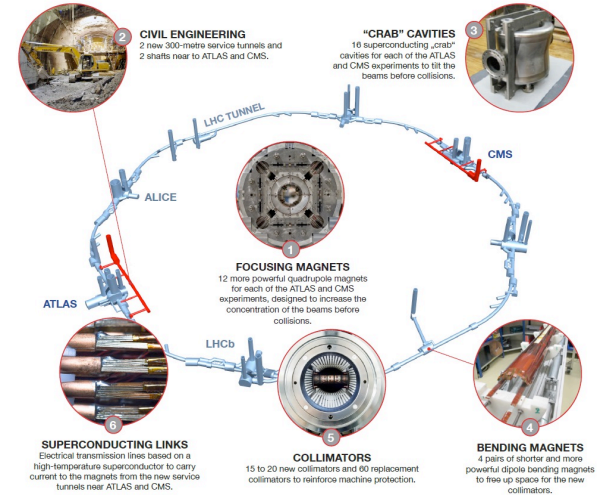 2
CIVIL ENGINEERING
2 new 300-metre service tunnels and
2 shafts near to ATLAS and CMS.
"CRAB" CAVITIES
16 superconducting „crab"
cavities for each of the ATLAS
and CMS experiments to tilt the
beams before collisions.
3
LHC TUNNEL
CMS
ALICE
1
FOCUSING MAGNETS
12 more powerful quadrupole magnets
for each of the ATLAS and CMS
experiments, designed to increase the
concentration of the beams before
collisions.
ATLAS
LHCb
6
SUPERCONDUCTING LINKS
Electrical transmission lines based on a
high-temperature superconductor to carry
current to the magnets from the new service
tunnels near ATLAS and CMS.
5
COLLIMATORS
15 to 20 new collimators and 60 replacement
collimators to reinforce machine protection.
4
BENDING MAGNETS
4 pairs of shorter and more
powerful dipole bending magnets
to free up space for the new
collimators.